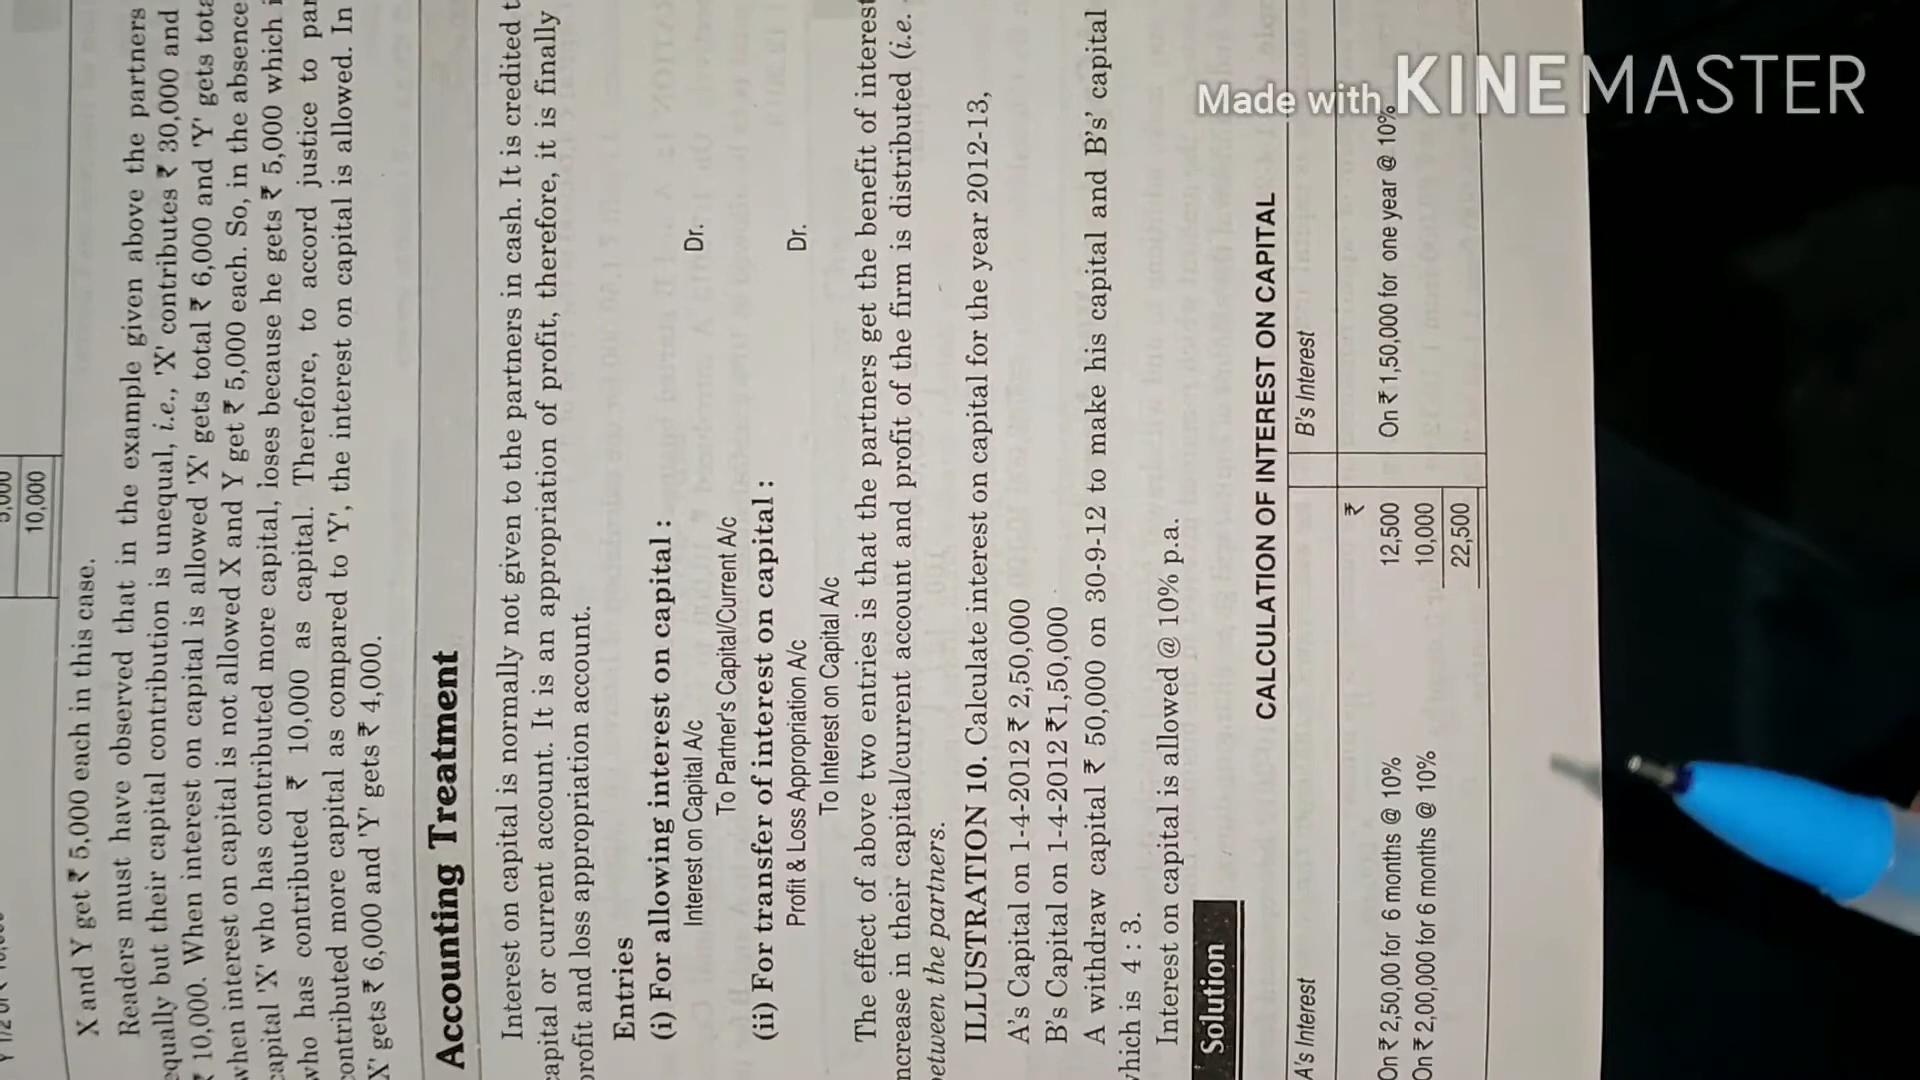 5,000
10,000
X and Y get ₹ 5,000 each in this case.
Readers must have observed that in the example given above the partners
equally but their capital contribution is unequal, i.e., 'X' contributes ₹ 30,000 and
₹ 10,000. When interest on capital is allowed 'X' gets total ₹ 6,000 and 'Y' gets
when interest on capital is not allowed X and Y get ₹ 5,000 each. So, in the absence
capital 'X' who has contributed more capital, loses because he gets ₹ 5,000 which
who has contributed ₹ 10,000 as capital. Therefore, to accord justice to
contributed more capital as compared to 'Y', the interest on capital is allowed. In
X' gets ₹ 6,000 and 'Y' gets ₹ 4,000.
Accounting Treatment
Interest on capital is normally not given to the partners in cash. It is credited t
capital or current account. It is an appropriation of profit, therefore, it is finally
profit and loss appropriation account.
Entries
(i) For allowing interest on capital :
Interest on Capital A/c Dr.
To Partner's Capital/Current A/c
(ii) For transfer of interest on capital :
Profit & Loss Appropriation A/c Dr.
To Interest on Capital A/c
The effect of above two entries is that the partners get the benefit of interest
increase in their capital/current account and profit of the firm is distributed (i.e.
between the partners.
ILLUSTRATION 10. Calculate interest on capital for the year 2012-13,
A's Capital on 1-4-2012 ₹ 2,50,000
B's Capital on 1-4-2012 ₹1,50,000
A withdraw capital ₹ 50,000 on 30-9-12 to make his capital and B's' capital
which is 4 : 3.
Interest on capital is allowed @ 10% p.a.
Solution
CALCULATION OF INTEREST ON CAPITAL
A's Interest ₹ B's Interest
On ₹ 2,50,00 for 6 months @ 10% 12,500 On ₹ 1,50,000 for one year @ 10%
On ₹ 2,00,000 for 6 months @ 10% 10,000
22,500
Made with KINEMASTER